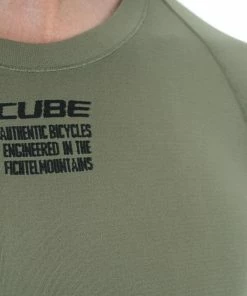 CUBE
AUTHENTIC BICYCLES
ENGINEERED IN THE
FICHTELMOUNTAINS